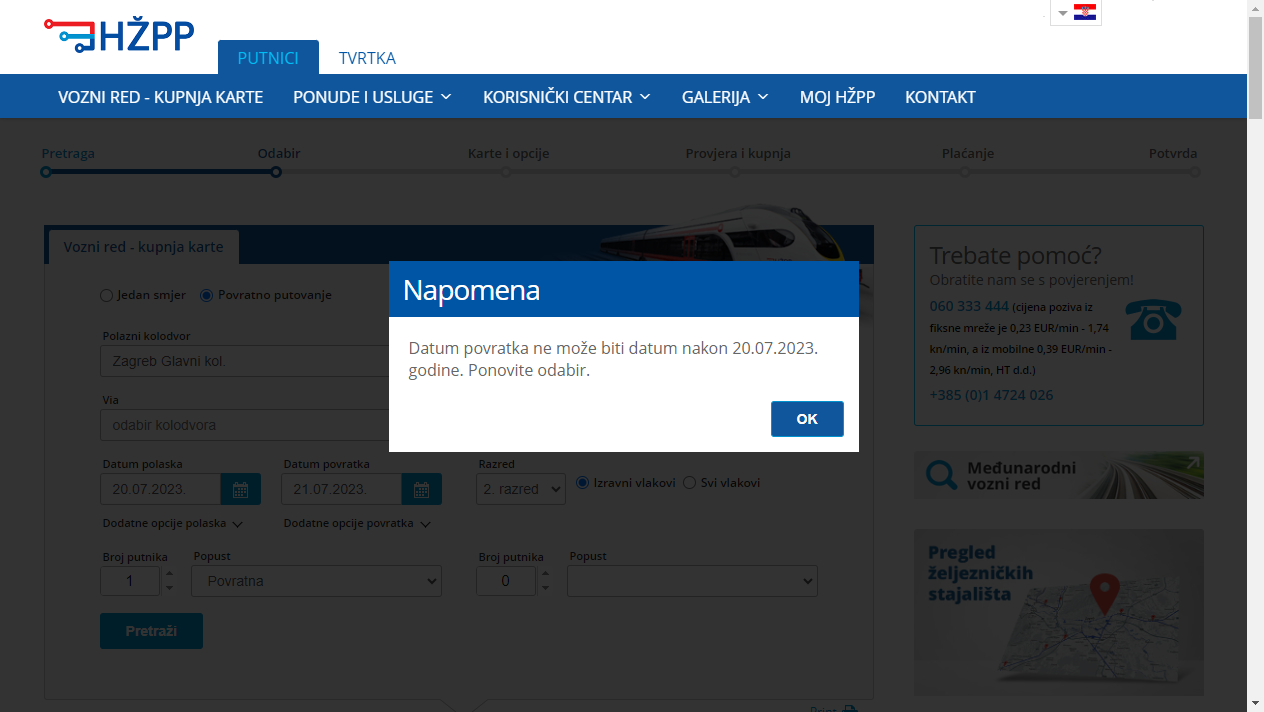 HŽPP
PUTNICI
TVRTKA
VOZNI RED - KUPNJA KARTE
PONUDE I USLUGE
KORISNIČKI CENTAR
GALERIJA
MOJ HŽPP
KONTAKT
Pretraga
Odabir
Karte i opcije
Provjera i kupnja
Plaćanje
Potvrda
Vozni red - kupnja karte
Jedan smjer
Povratno putovanje
Polazni kolodvor
Zagreb Glavni kol.
Via
odabir kolodvora
Napomena
Datum povratka ne može biti datum nakon 20.07.2023.
godine. Ponovite odabir.
OK
Datum polaska
Datum povratka
Razred
20.07.2023.
21.07.2023.
2. razred
Izravni vlakovi
Svi vlakovi
Dodatne opcije polaska
Dodatne opcije povratka
Broj putnika
Popust
Broj putnika
Popust
1
Povratna
0
Pretraži
Trebate pomoć?
Obratite nam se s povjerenjem!
060 333 444 (cijena poziva iz
fiksne mreže je 0,23 EUR/min - 1,74
kn/min, a iz mobilne 0,39 EUR/min -
2,96 kn/min, HT d.d.)
+385 (0)1 4724 026
Međunarodni
vozni red
Pregled
željezničkih
stajališta
Print